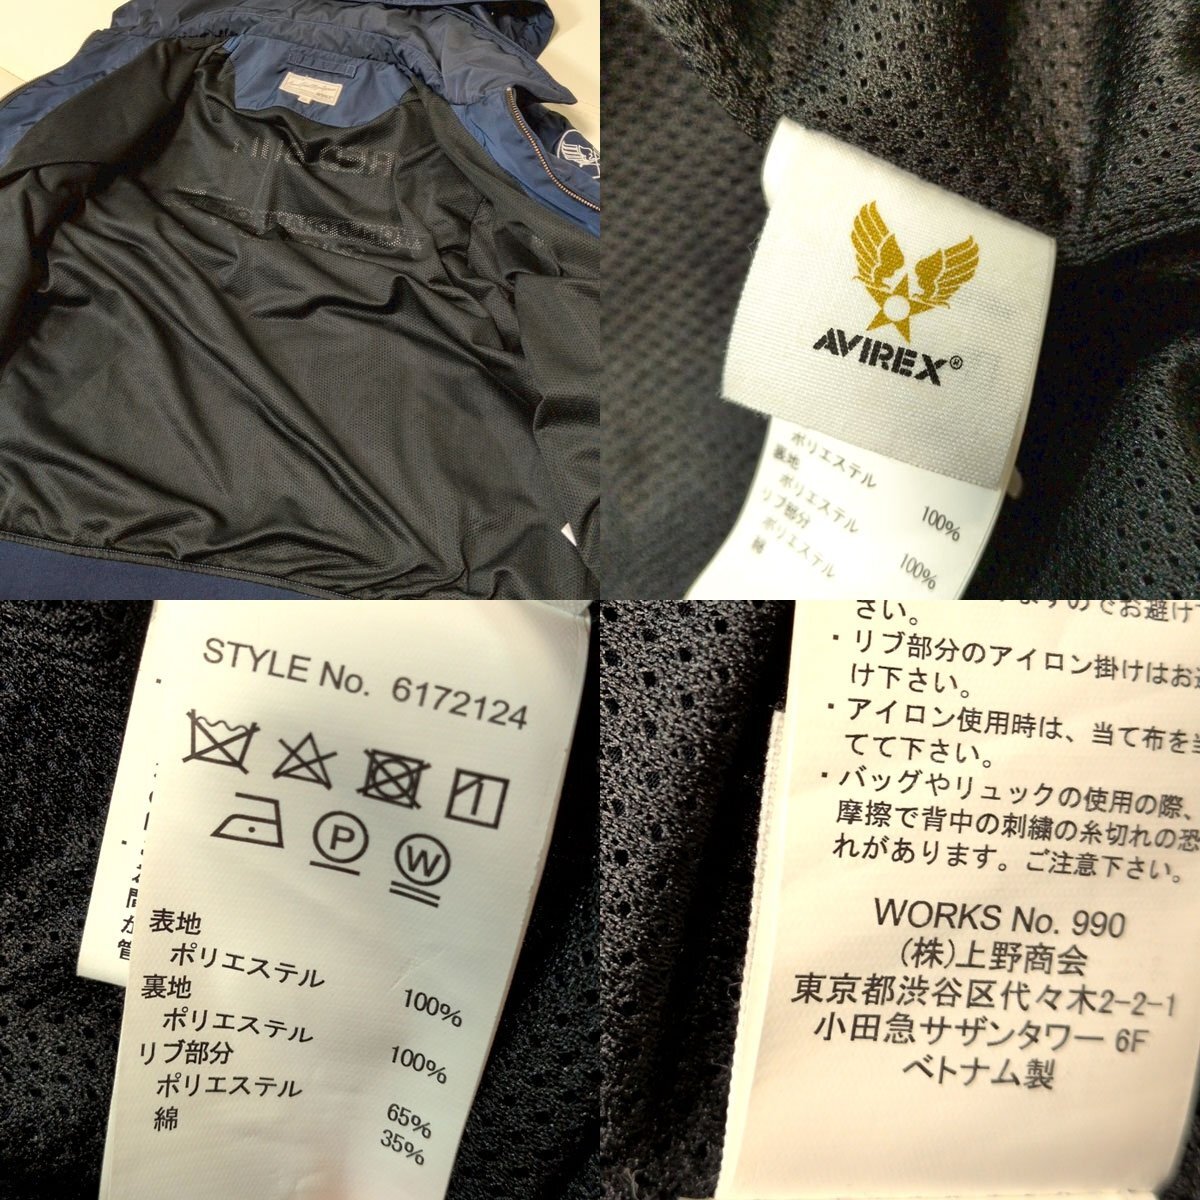 AVIREX®
ポリエステル 100%
裏地
ポリエステル 100%
リブ部分
ポリエステル
綿
STYLE No. 6172124
P
W
表地
ポリエステル 100%
裏地
ポリエステル 100%
リブ部分
ポリエステル 65%
綿 35%
ますのでお避け
さい。
・リブ部分のアイロン掛けはお
け下さい。
・アイロン使用時は、当て布を
てて下さい。
・バッグやリュックの使用の際、
摩擦で背中の刺繍の糸切れの恐
れがあります。ご注意下さい。
WORKS No. 990
(株)上野商会
東京都渋谷区代々木2-2-1
小田急サザンタワー 6F
ベトナム製